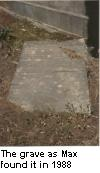 The grave as Max
found it in 1988